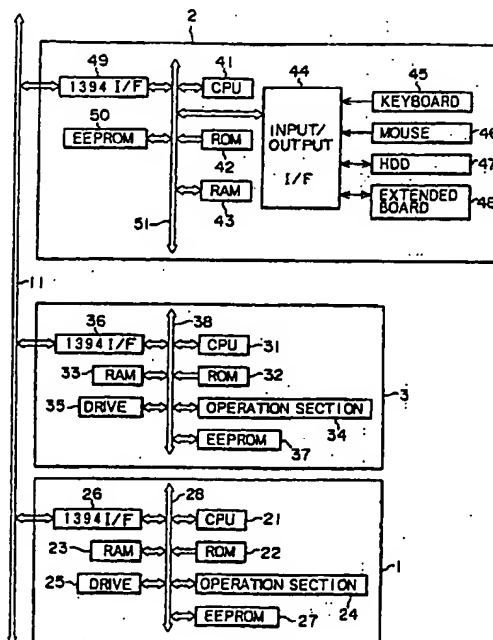 2
49
1394 I/F
41
CPU
44
INPUT/
OUTPUT
I/F
45
KEYBOARD
50
EEPROM
ROM
42
MOUSE
46
HDD
47
RAM
43
EXTENDED
BOARD
48
51
11
36
1394 I/F
38
CPU
31
33
RAM
ROM
32
35
DRIVE
OPERATION SECTION
34
3
EEPROM
37
26
1394 I/F
28
CPU
21
23
RAM
ROM
22
25
DRIVE
OPERATION SECTION
24
1
EEPROM
27